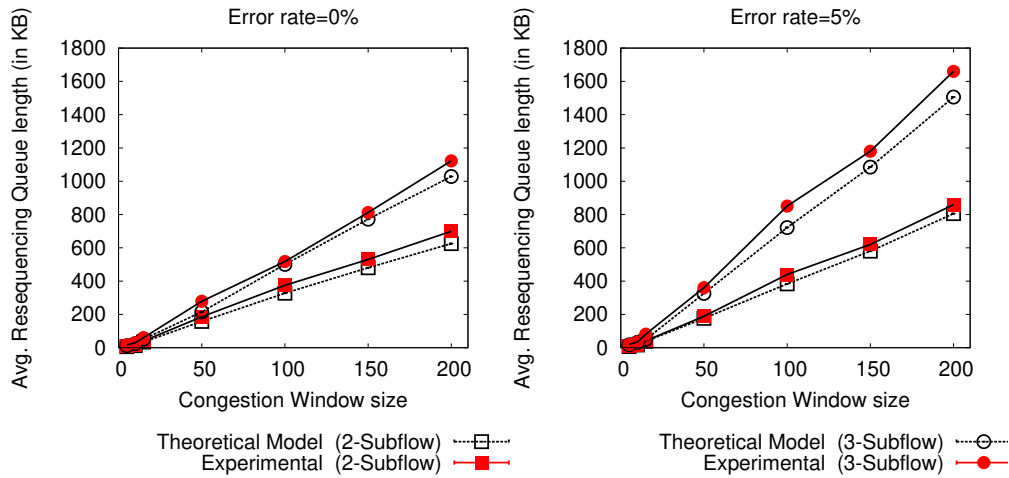 Error rate=0%
Avg. Ressequencing Queue length (in KB)
1800
1600
1400
1200
1000
800
600
400
200
0
0 50 100 150 200
Congestion Window size
Error rate=5%
Avg. Ressequencing Queue length (in KB)
1800
1600
1400
1200
1000
800
600
400
200
0
0 50 100 150 200
Congestion Window size
Theoretical Model (2-Subflow)
Experimental (2-Subflow)
Theoretical Model (3-Subflow)
Experimental (3-Subflow)